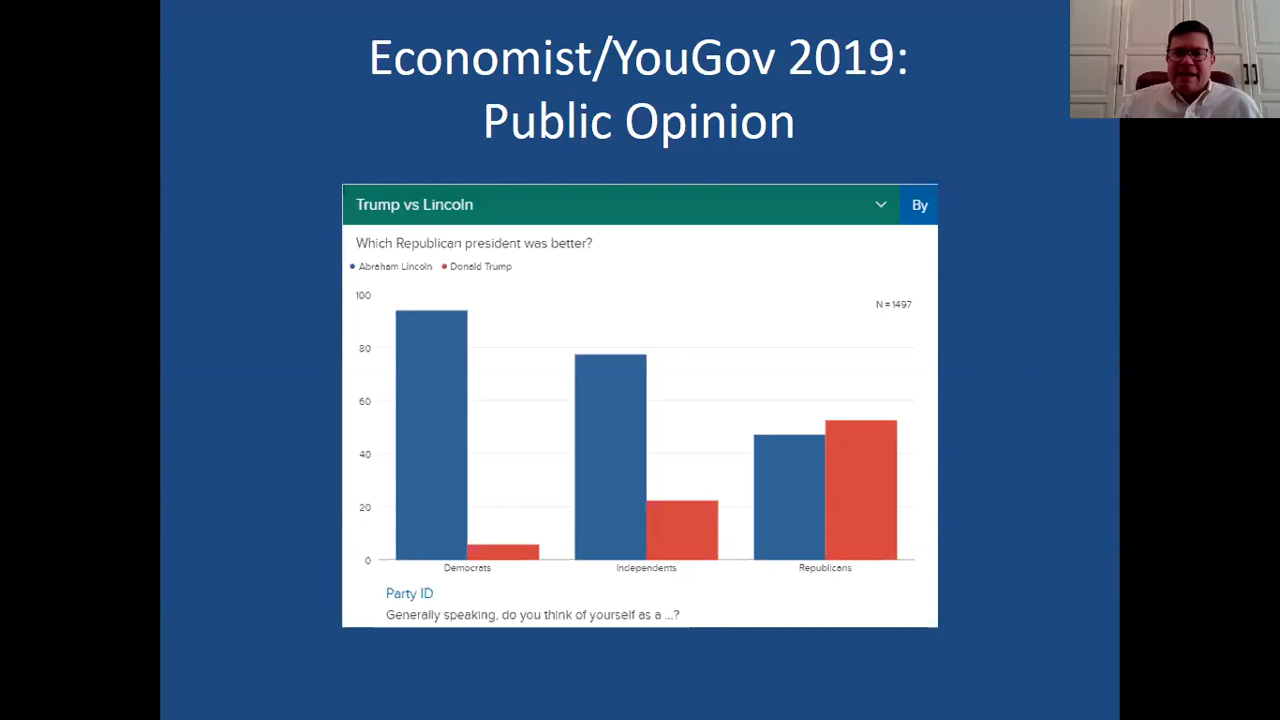 Economist/YouGov 2019:
Public Opinion
Trump vs Lincoln
By
Which Republican president was better?
Abraham Lincoln Donald Trump
100
N = 1497
80
60
40
20
0
Democrats Independents Republicans
Party ID
Generally speaking, do you think of yourself as a ...?